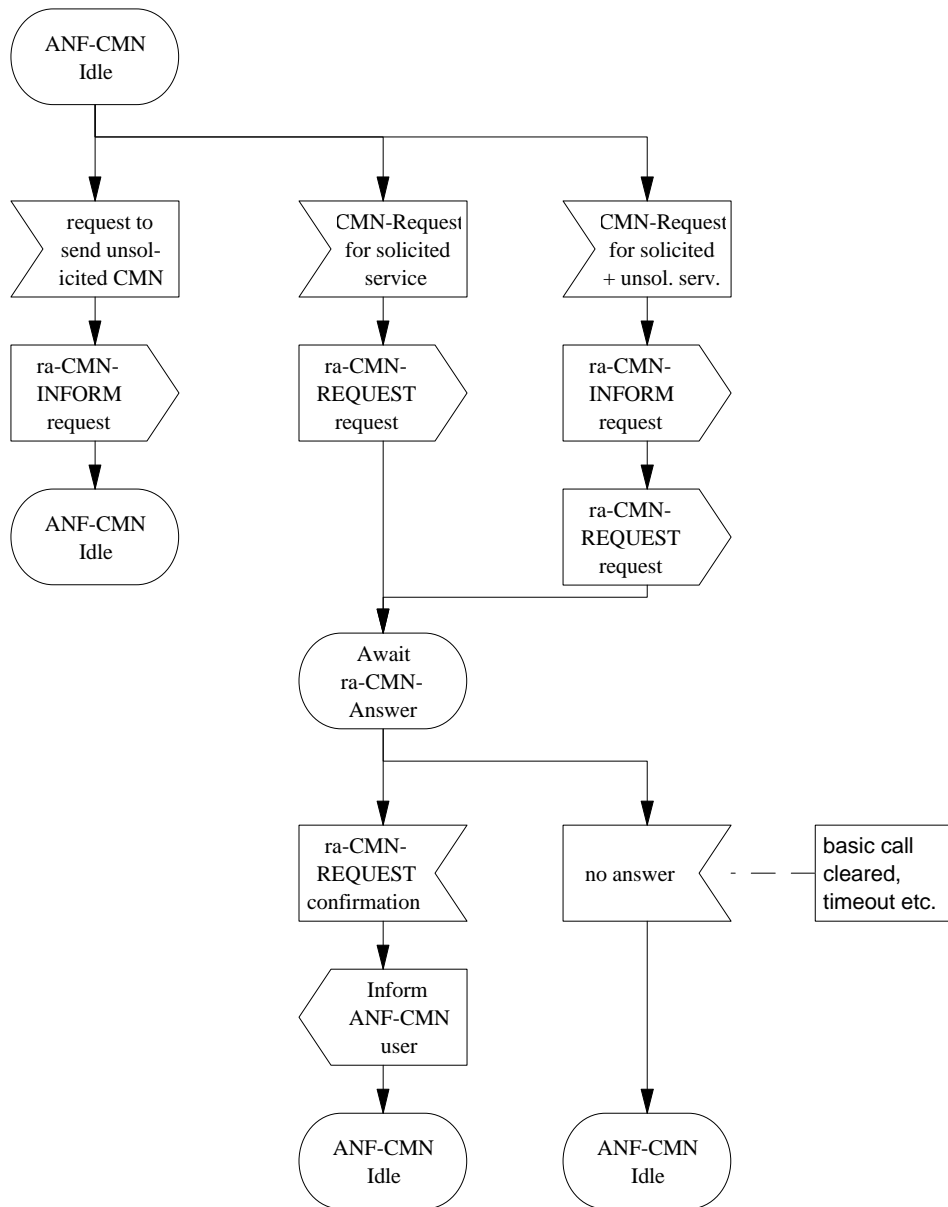 ANF-CMN
Idle
request to
send unsol-
icited CMN
CMN-Request
for solicited
service
CMN-Request
for solicited
+ unsol. serv.
ra-CMN-
INFORM
request
ra-CMN-
REQUEST
request
ra-CMN-
INFORM
request
ANF-CMN
Idle
ra-CMN-
REQUEST
request
Await
ra-CMN-
Answer
ra-CMN-
REQUEST
confirmation
no answer
basic call
cleared,
timeout etc.
Inform
ANF-CMN
user
ANF-CMN
Idle
ANF-CMN
Idle